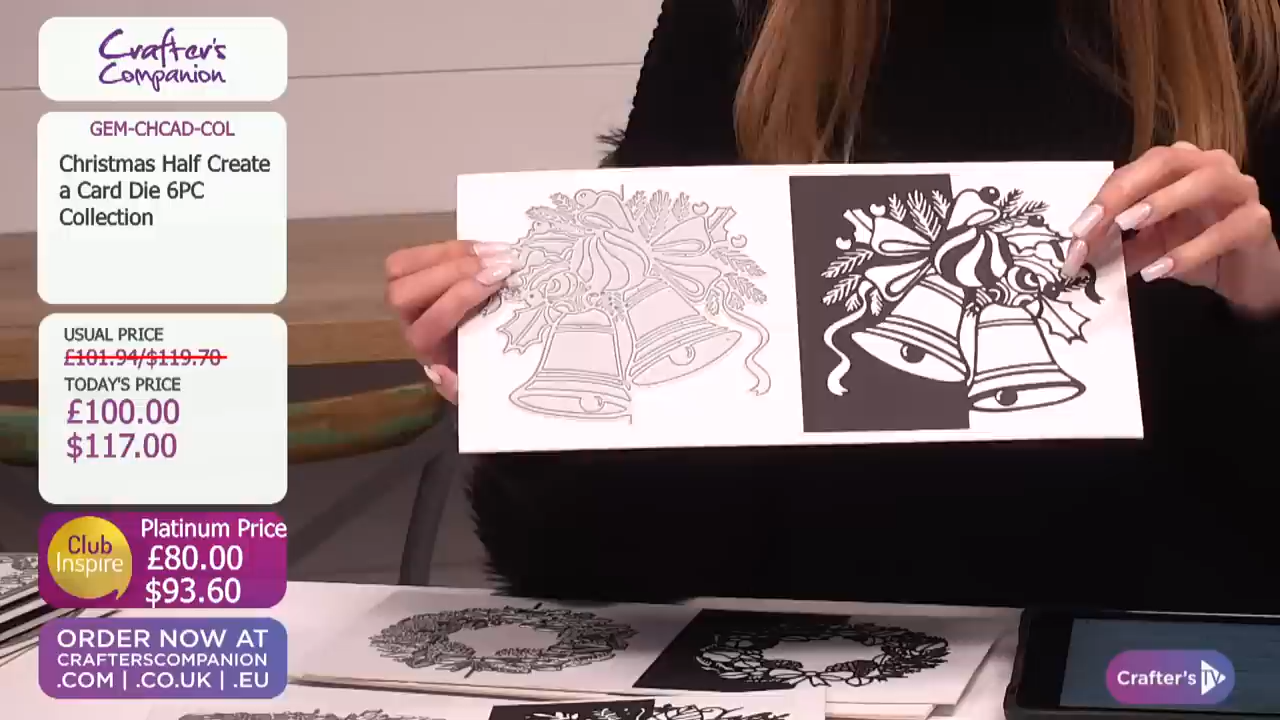 Crafter's
Companion
GEM-CHCAD-COL
Christmas Half Create
a Card Die 6PC
Collection
USUAL PRICE
£101.94/$119.70
TODAY'S PRICE
£100.00
$117.00
Club
Inspire
Platinum Price
£80.00
$93.60
ORDER NOW AT
CRAFTERSCOMPANION
.COM | .CO.UK | .EU
Crafter's TV